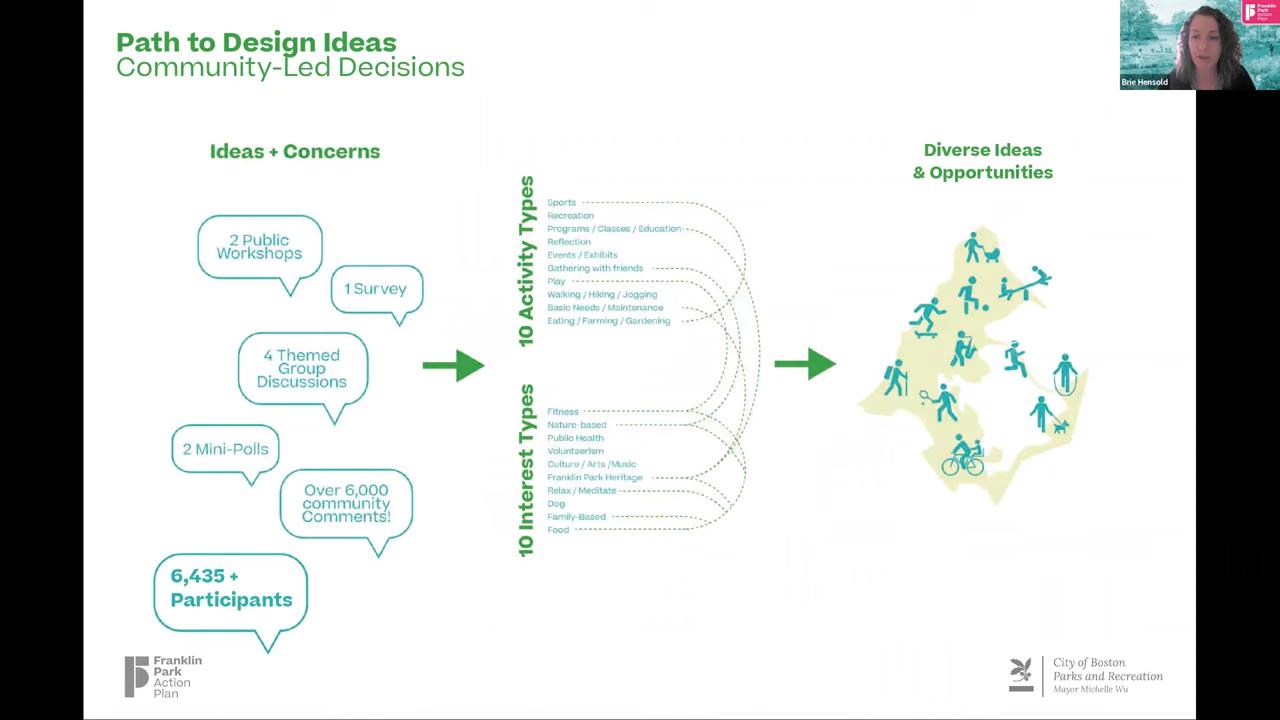 Path to Design Ideas
Community-Led Decisions
Franklin
Park
Action
Plan
Brie Hensold
Ideas + Concerns
2 Public
Workshops
1 Survey
4 Themed
Group
Discussions
2 Mini-Polls
Over 6,000
community
Comments!
6,435 +
Participants
10 Activity Types
Sports
Recreation
Programs / Classes / Education
Reflection
Events / Exhibits
Gathering with friends
Play
Walking / Hiking / Jogging
Basic Needs / Maintenance
Eating / Farming / Gardening
10 Interest Types
Fitness
Nature-based
Public Health
Volunteerism
Culture / Arts /Music
Franklin Park Heritage
Relax / Meditate
Dog
Family-Based
Food
Diverse Ideas
& Opportunities
Franklin
Park
Action
Plan
City of Boston
Parks and Recreation
Mayor Michelle Wu